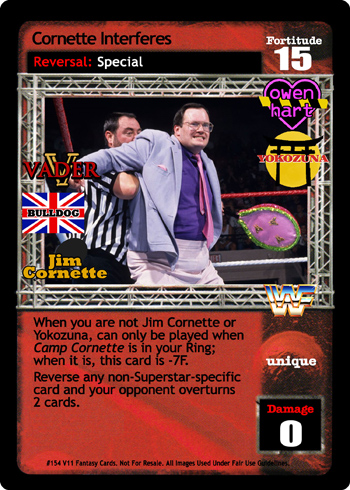 Cornette Interferes
Fortitude
15
Reversal: Special
owen
hart
VADER
YOKOZUNA
BULLDOG
Jim
Cornette
WWF
When you are not Jim Cornette or
Yokozuna, can only be played when
Camp Cornette is in your Ring;
when it is, this card is -7F.
Reverse any non-Superstar-specific
card and your opponent overturns
2 cards.
unique
Damage
0
#154 V11 Fantasy Cards. Not For Resale. All Images Used Under Fair Use Guidelines.